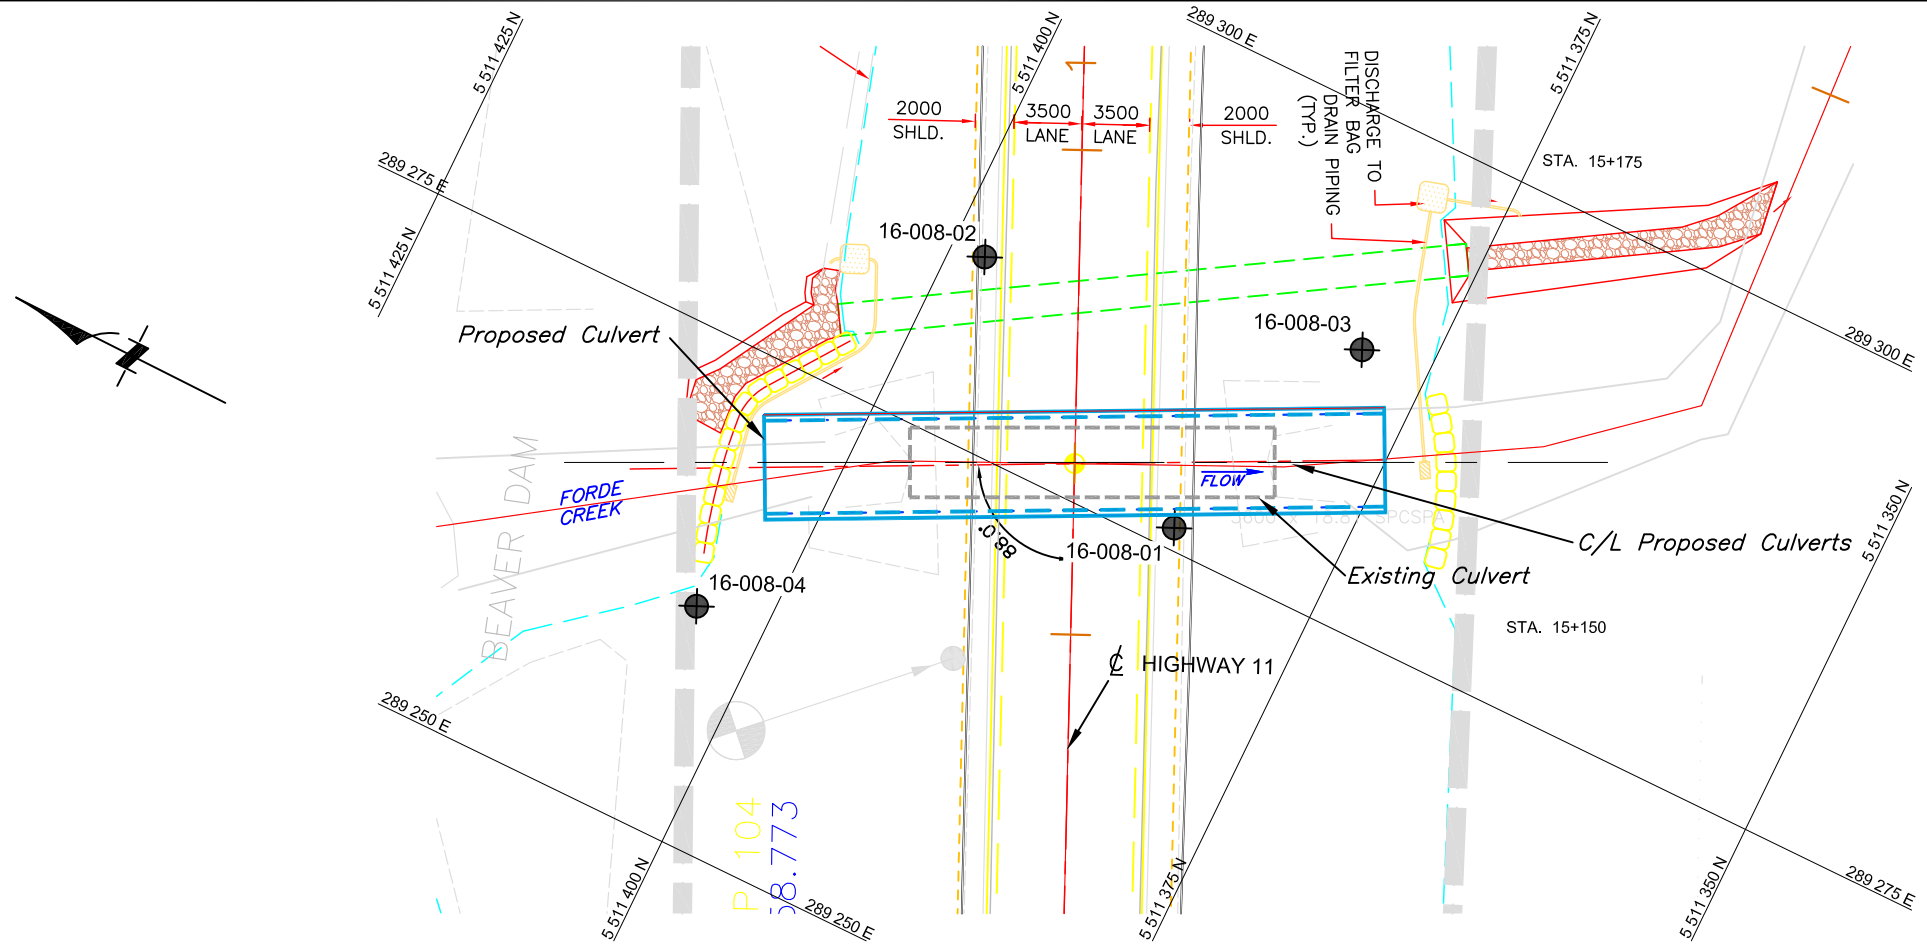 5 511 425 N
5 511 400 N
289 300 E
5 511 375 N
DISCHARGE TO
FILTER BAG
DRAIN PIPING
(TYP.)
1
2000
SHLD.
3500
LANE
3500
LANE
2000
SHLD.
STA. 15+175
289 275 E
5 511 425 N
16-008-02
16-008-03
Proposed Culvert
289 300 E
BEAVER DAM
FORDE
CREEK
FLOW
88.0°
16-008-01
C/L Proposed Culverts
Existing Culvert
5 511 350 N
16-008-04
STA. 15+150
℄ HIGHWAY 11
289 250 E
P 104
58.773
5 511 400 N
289 250 E
5 511 375 N
5 511 350 N
289 275 E